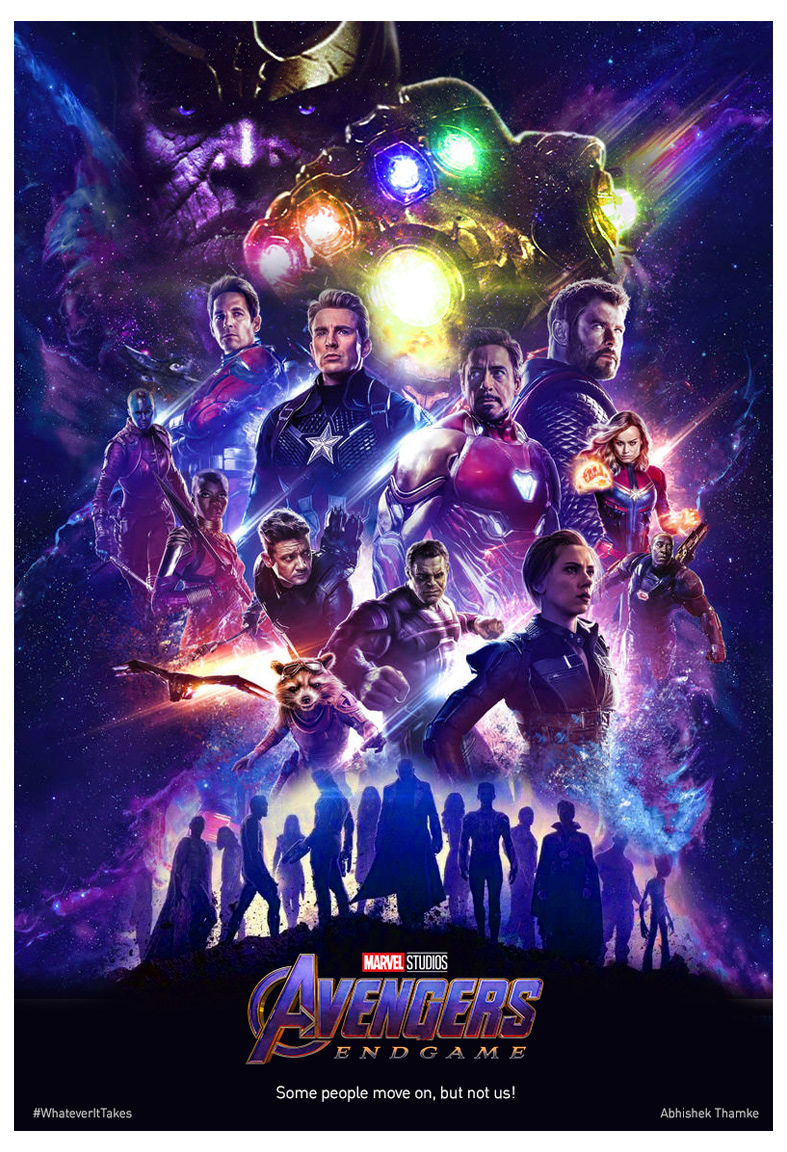 MARVEL STUDIOS
AVENGERS
ENDGAME
Some people move on, but not us!
#WhateverItTakes
Abhishek Thamke